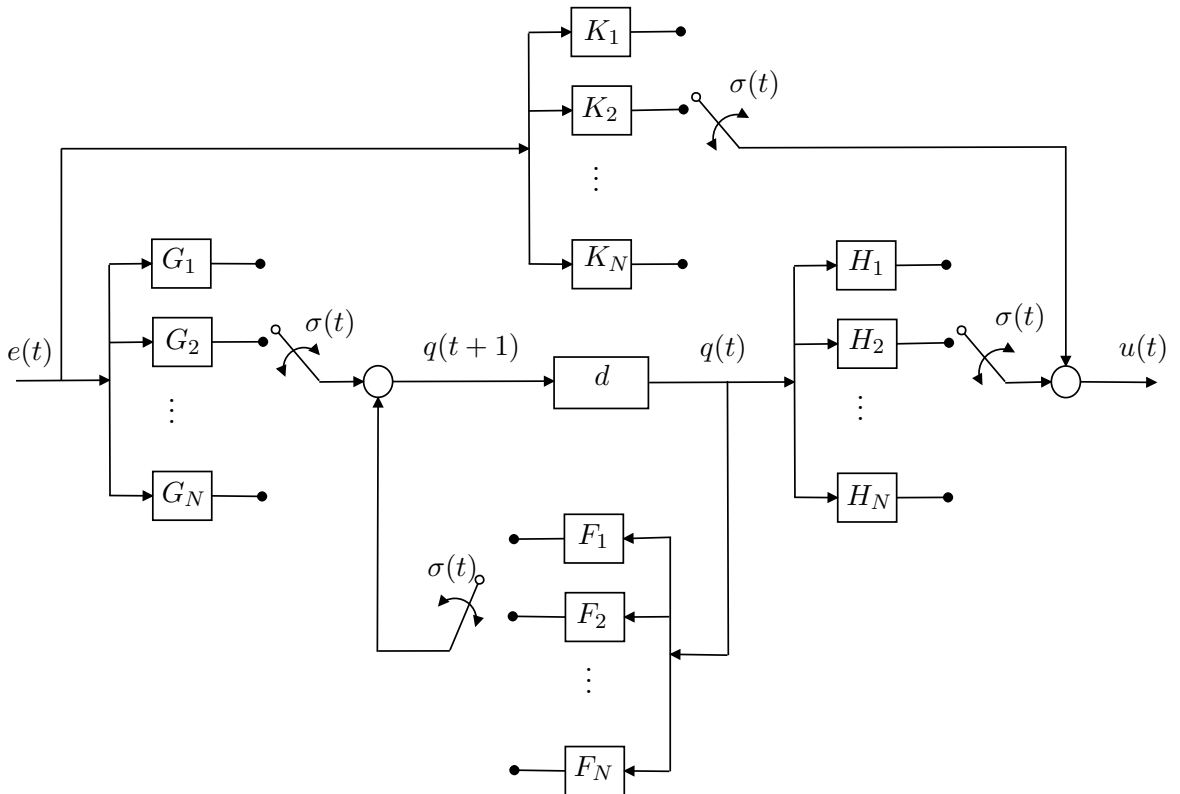 K_1
K_2
σ(t)
⋮
K_N
G_1
H_1
e(t)
G_2
σ(t)
q(t + 1)
d
q(t)
H_2
σ(t)
u(t)
⋮
⋮
G_N
H_N
F_1
σ(t)
F_2
⋮
F_N